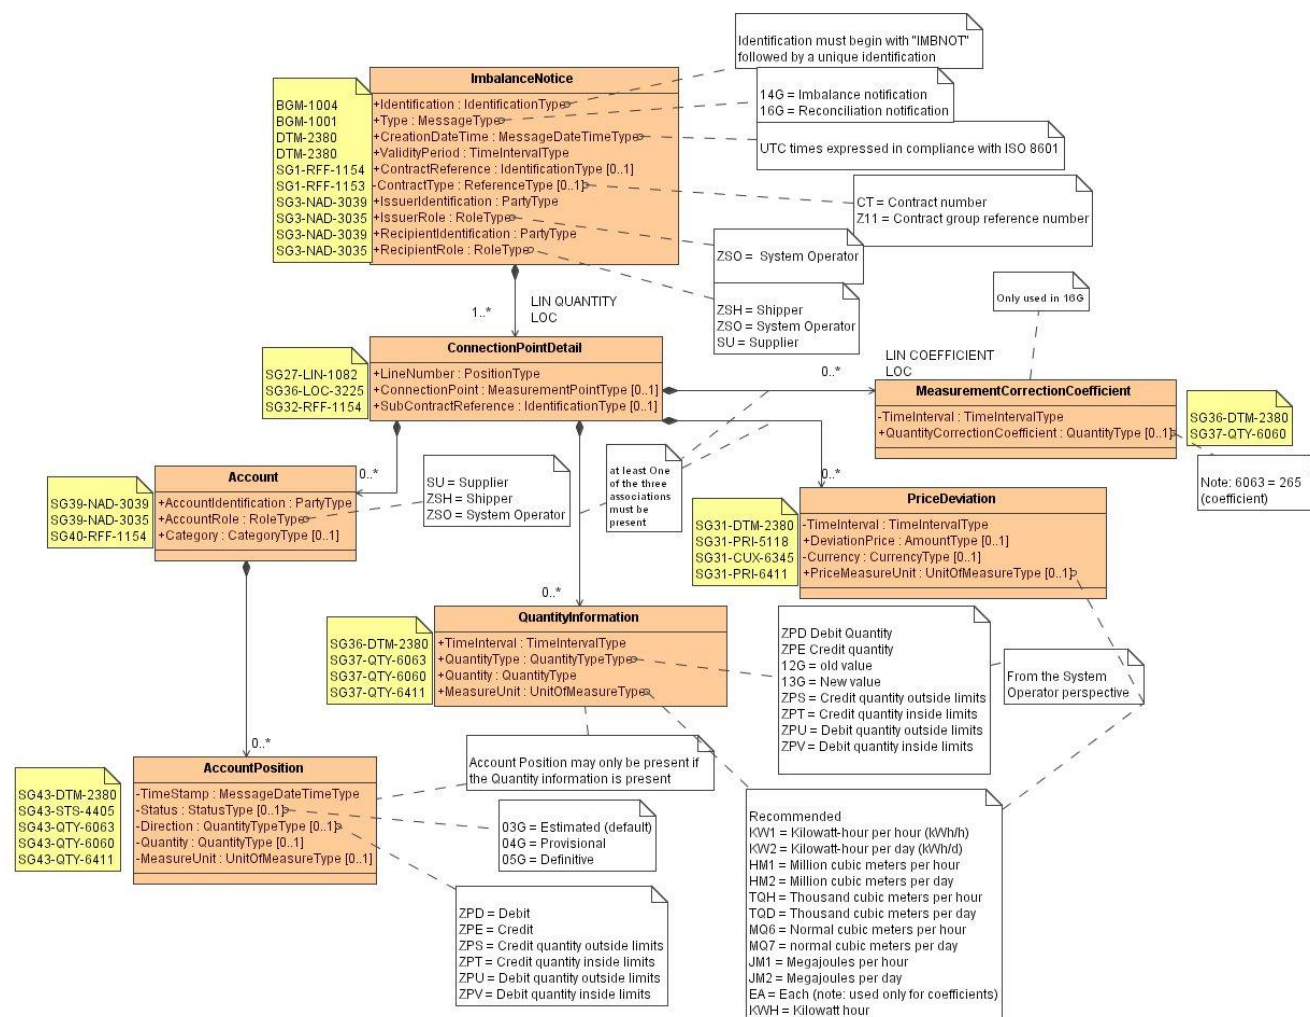 Identification must begin with "IMBNOT"
followed by a unique identification
ImbalanceNotice
BGM-1004
BGM-1001
DTM-2380
DTM-2380
SG1-RFF-1154
SG1-RFF-1153
SG3-NAD-3039
SG3-NAD-3035
SG3-NAD-3039
SG3-NAD-3035
+Identification : IdentificationType
+Type : MessageType
+CreationDateTime : MessageDateTimeType
+ValidityPeriod : TimeIntervalType
+ContractReference : IdentificationType [0..1]
-ContractType : ReferenceType [0..1]
+IssuerIdentification : PartyType
+IssuerRole : RoleType
+RecipientIdentification : PartyType
+RecipientRole : RoleType
14G = Imbalance notification
16G = Reconciliation notification
UTC times expressed in compliance with ISO 8601
CT = Contract number
Z11 = Contract group reference number
ZSO = System Operator
ZSH = Shipper
ZSO = System Operator
SU = Supplier
Only used in 16G
1..*
LIN QUANTITY
LOC
ConnectionPointDetail
SG27-LIN-1082
SG36-LOC-3225
SG32-RFF-1154
+LineNumber : PositionType
+ConnectionPoint : MeasurementPointType [0..1]
+SubContractReference : IdentificationType [0..1]
LIN COEFFICIENT
LOC
0..*
MeasurementCorrectionCoefficient
-TimeInterval : TimeIntervalType
+QuantityCorrectionCoefficient : QuantityType [0..1]
SG36-DTM-2380
SG37-QTY-6060
Note: 6063 = 265
(coefficient)
0..*
Account
SG39-NAD-3039
SG39-NAD-3035
SG40-RFF-1154
+AccountIdentification : PartyType
+AccountRole : RoleType
+Category : CategoryType [0..1]
SU = Supplier
ZSH = Shipper
ZSO = System Operator
at least One
of the three
associations
must be
present
0..*
PriceDeviation
SG31-DTM-2380
SG31-PRI-5118
SG31-CUX-6345
SG31-PRI-6411
-TimeInterval : TimeIntervalType
+DeviationPrice : AmountType [0..1]
-Currency : CurrencyType [0..1]
+PriceMeasureUnit : UnitOfMeasureType [0..1]
0..*
QuantityInformation
SG36-DTM-2380
SG37-QTY-6063
SG37-QTY-6060
SG37-QTY-6411
+TimeInterval : TimeIntervalType
+QuantityType : QuantityTypeType
+Quantity : QuantityType
+MeasureUnit : UnitOfMeasureType
ZPD Debit Quantity
ZPE Credit quantity
12G = old value
13G = New value
ZPS = Credit quantity outside limits
ZPT = Credit quantity inside limits
ZPU = Debit quantity outside limits
ZPV = Debit quantity inside limits
From the System
Operator perspective
0..*
AccountPosition
SG43-DTM-2380
SG43-STS-4405
SG43-QTY-6063
SG43-QTY-6060
SG43-QTY-6411
-TimeStamp : MessageDateTimeType
-Status : StatusType [0..1]
-Direction : QuantityTypeType [0..1]
-Quantity : QuantityType [0..1]
-MeasureUnit : UnitOfMeasureType [0..1]
Account Position may only be present if
the Quantity information is present
03G = Estimated (default)
04G = Provisional
05G = Definitive
ZPD = Debit
ZPE = Credit
ZPS = Credit quantity outside limits
ZPT = Credit quantity inside limits
ZPU = Debit quantity outside limits
ZPV = Debit quantity inside limits
Recommended
KW1 = Kilowatt-hour per hour (kWh/h)
KW2 = Kilowatt-hour per day (kWh/d)
HM1 = Million cubic meters per hour
HM2 = Million cubic meters per day
TQH = Thousand cubic meters per hour
TQD = Thousand cubic meters per day
MQ6 = Normal cubic meters per hour
MQ7 = normal cubic meters per day
JM1 = Megajoules per hour
JM2 = Megajoules per day
EA = Each (note: used only for coefficients)
KWH = Kilowatt hour